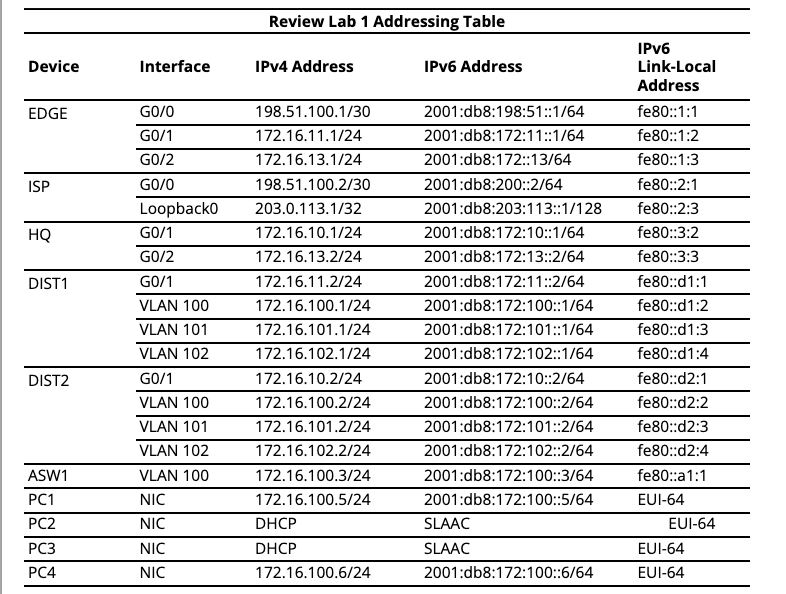 Review Lab 1 Addressing Table
Device Interface IPv4 Address IPv6 Address IPv6 Link-Local Address
EDGE G0/0 198.51.100.1/30 2001:db8:198:51::1/64 fe80::1:1
G0/1 172.16.11.1/24 2001:db8:172:11::1/64 fe80::1:2
G0/2 172.16.13.1/24 2001:db8:172::13/64 fe80::1:3
ISP G0/0 198.51.100.2/30 2001:db8:200::2/64 fe80::2:1
Loopback0 203.0.113.1/32 2001:db8:203:113::1/128 fe80::2:3
HQ G0/1 172.16.10.1/24 2001:db8:172:10::1/64 fe80::3:2
G0/2 172.16.13.2/24 2001:db8:172:13::2/64 fe80::3:3
DIST1 G0/1 172.16.11.2/24 2001:db8:172:11::2/64 fe80::d1:1
VLAN 100 172.16.100.1/24 2001:db8:172:100::1/64 fe80::d1:2
VLAN 101 172.16.101.1/24 2001:db8:172:101::1/64 fe80::d1:3
VLAN 102 172.16.102.1/24 2001:db8:172:102::1/64 fe80::d1:4
DIST2 G0/1 172.16.10.2/24 2001:db8:172:10::2/64 fe80::d2:1
VLAN 100 172.16.100.2/24 2001:db8:172:100::2/64 fe80::d2:2
VLAN 101 172.16.101.2/24 2001:db8:172:101::2/64 fe80::d2:3
VLAN 102 172.16.102.2/24 2001:db8:172:102::2/64 fe80::d2:4
ASW1 VLAN 100 172.16.100.3/24 2001:db8:172:100::3/64 fe80::a1:1
PC1 NIC 172.16.100.5/24 2001:db8:172:100::5/64 EUI-64
PC2 NIC DHCP SLAAC EUI-64
PC3 NIC DHCP SLAAC EUI-64
PC4 NIC 172.16.100.6/24 2001:db8:172:100::6/64 EUI-64